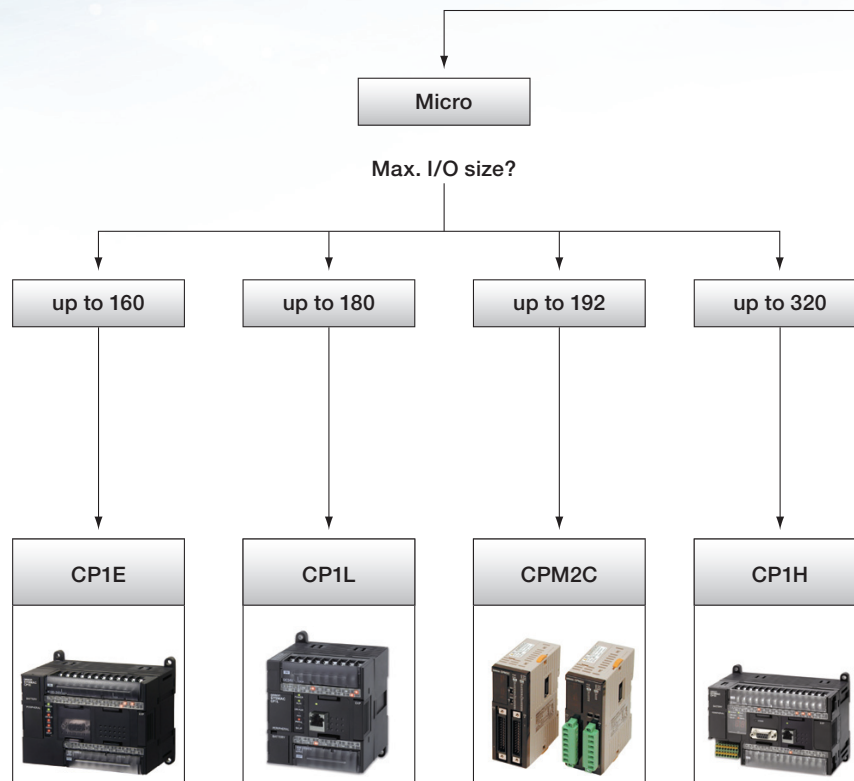 Micro
Max. I/O size?
up to 160
up to 180
up to 192
up to 320
CP1E
CP1L
CPM2C
CP1H